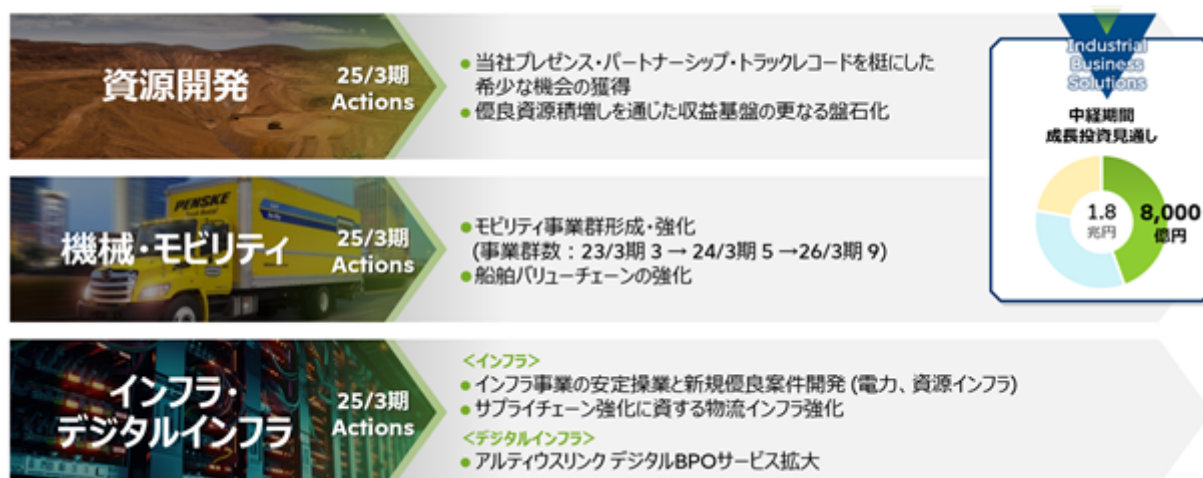 資源開発
25/3期
Actions
●当社プレゼンス・パートナーシップ・トラックレコードを梃にした
希少な機会の獲得
●優良資源積増しを通じた収益基盤の更なる盤石化
Industrial
Business
Solutions
中経期間
成長投資見通し
1.8
兆円
8,000
億円
PENSKE
機械・モビリティ
25/3期
Actions
●モビリティ事業群形成・強化
(事業群数：23/3期 3 → 24/3期 5 →26/3期 9)
●船舶バリューチェーンの強化
インフラ・
デジタルインフラ
25/3期
Actions
<インフラ>
●インフラ事業の安定操業と新規優良案件開発 (電力、資源インフラ)
●サプライチェーン強化に資する物流インフラ強化
<デジタルインフラ>
●アルティウスリンク デジタルBPOサービス拡大